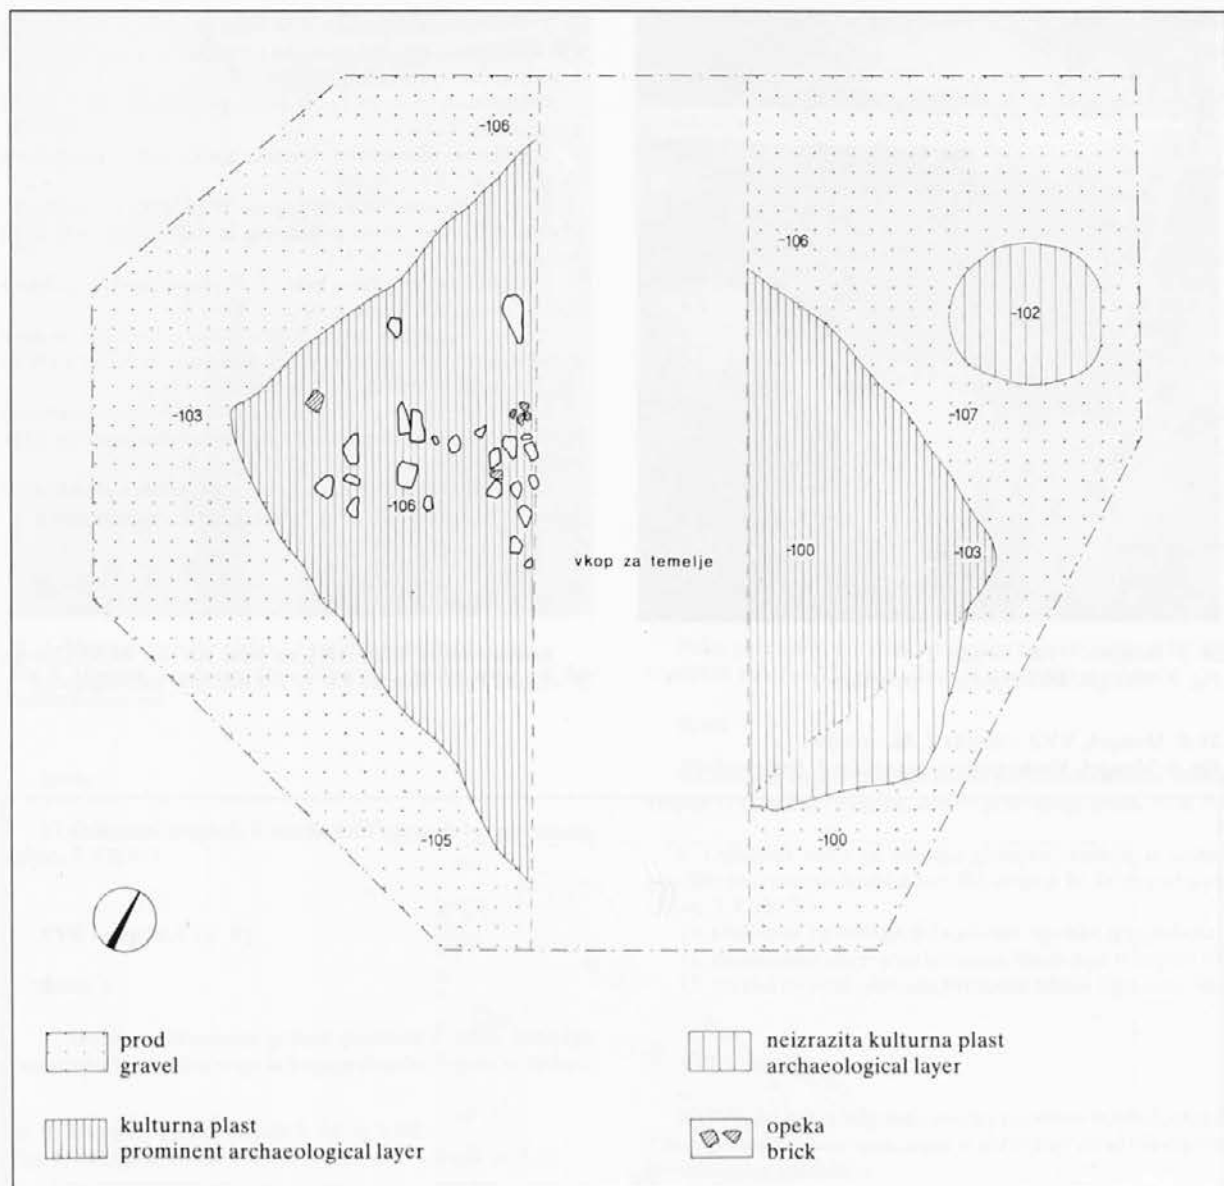 -106
-106
-102
-103
-107
-106
-100
-103
vkop za temelje
-105
-100
prod
gravel
neizrazita kulturna plast
archaeological layer
kulturna plast
prominent archaeological layer
opeka
brick